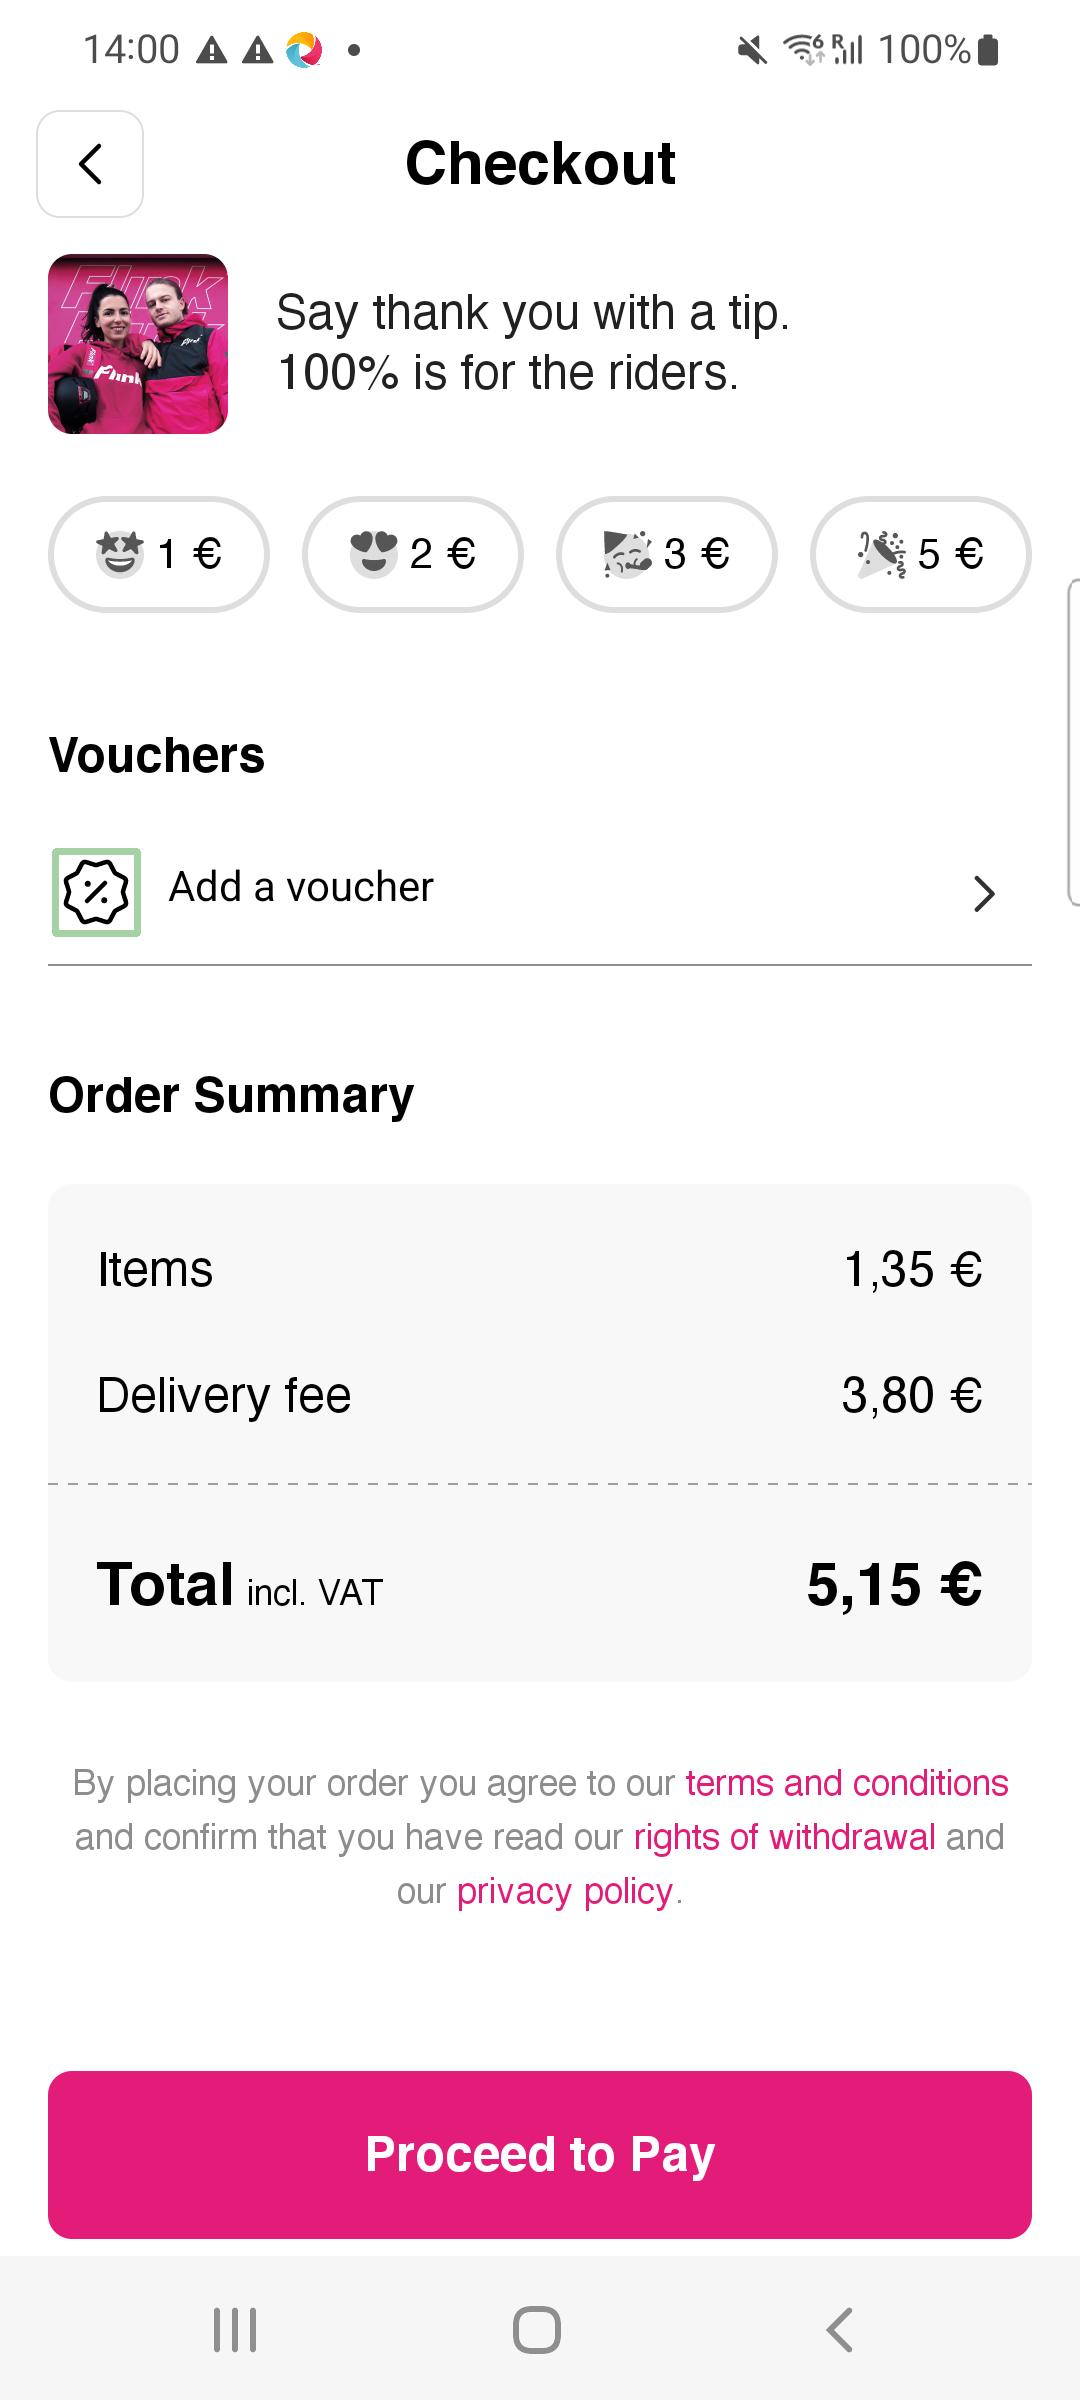 14:00 100%
Checkout
Flink
Flink
Say thank you with a tip.
100% is for the riders.
1 € 2 € 3 € 5 €
Vouchers
Add a voucher
Order Summary
Items 1,35 €
Delivery fee 3,80 €
Total incl. VAT 5,15 €
By placing your order you agree to our terms and conditions
and confirm that you have read our rights of withdrawal and
our privacy policy.
Proceed to Pay